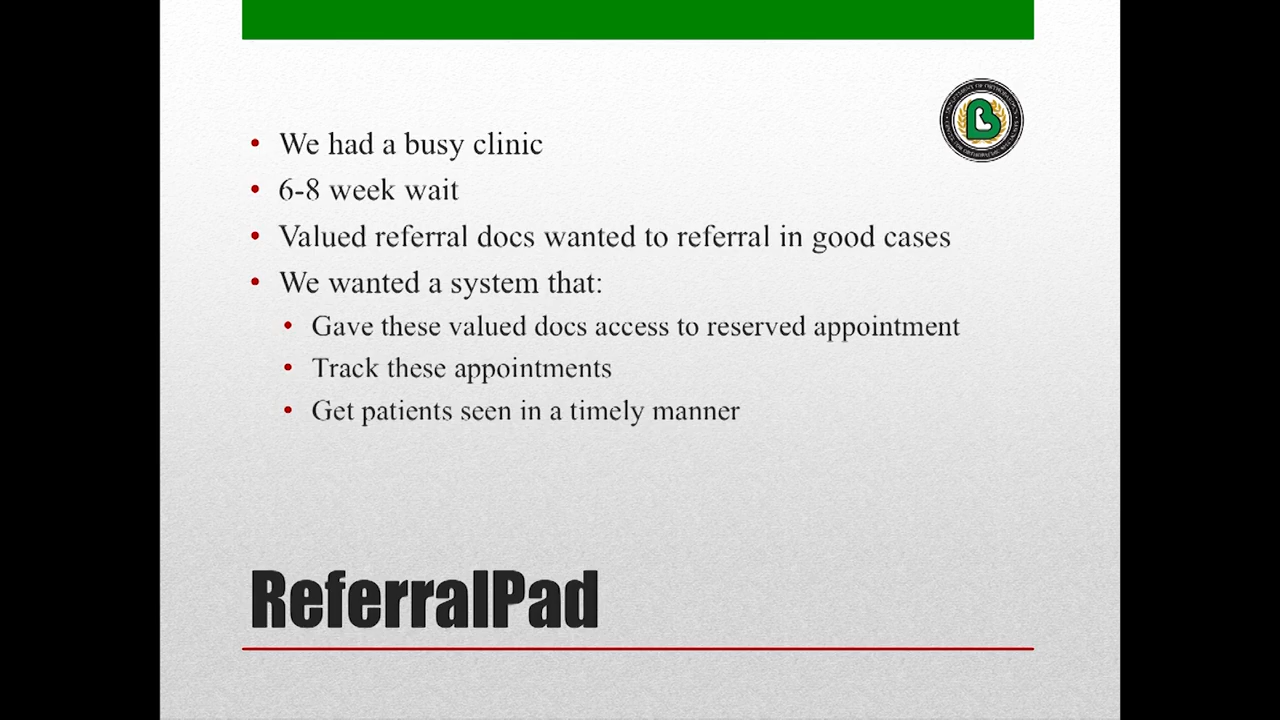 • We had a busy clinic
• 6-8 week wait
• Valued referral docs wanted to referral in good cases
• We wanted a system that:
• Gave these valued docs access to reserved appointment
• Track these appointments
• Get patients seen in a timely manner
ReferralPad